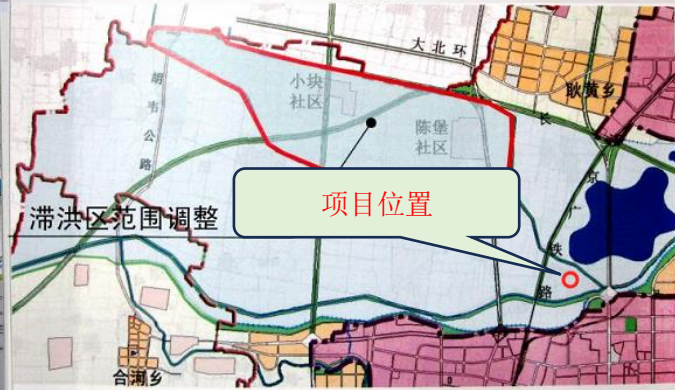 大北环
胡韦公路
小块
社区
耿黄乡
陈堡
社区
长
京广铁路
项目位置
滞洪区范围调整
合河乡